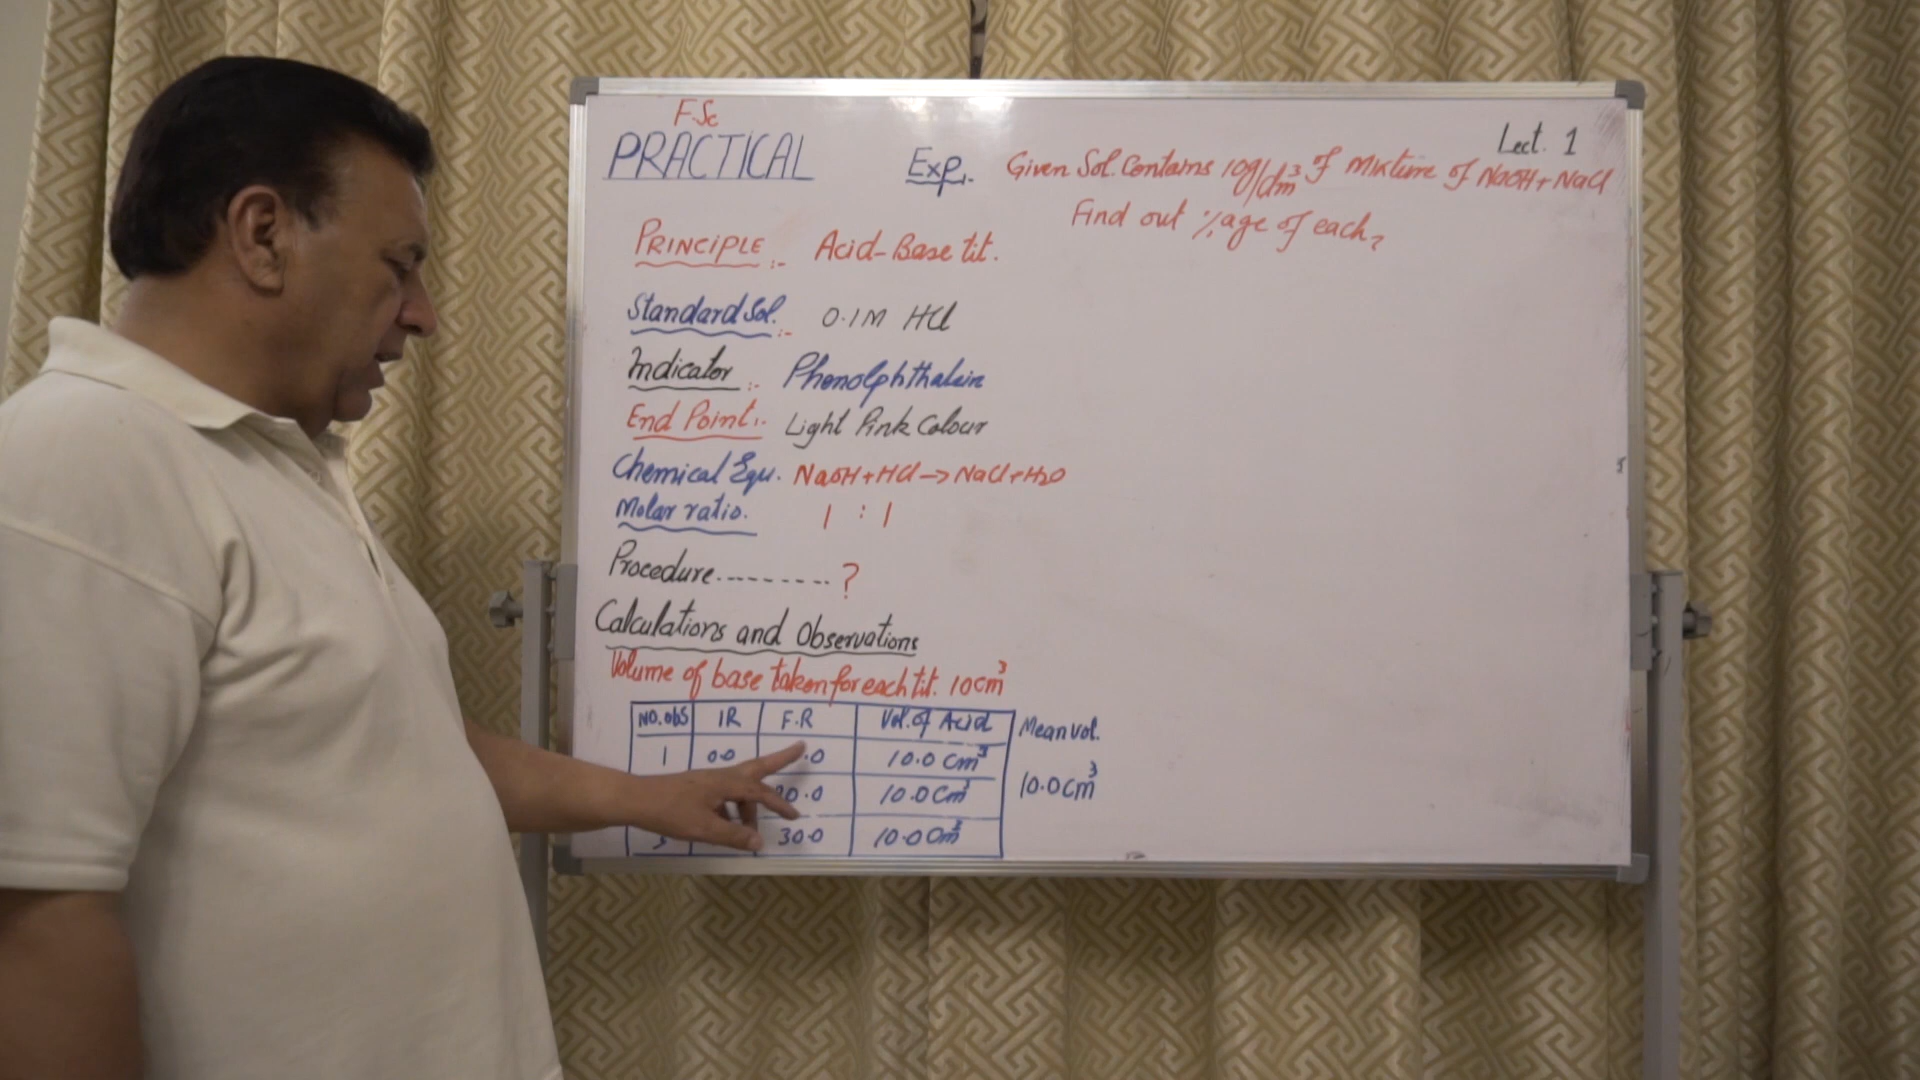 F.Sc
PRACTICAL
Lect. 1
Exp:. Given Sol. Contains 10g/dm³ of Mixture of NaOH + NaCl
Find out %age of each?
PRINCIPLE:- Acid-Base tit.
Standard Sol.:- 0.1M HCl
Indicator:- Phenolphthalein
End Point:. Light Pink Colour
Chemical Equ. NaOH + HCl → NaCl + H2O
Molar ratio. 1 : 1
Procedure......... ?
Calculations and Observations
Volume of base taken for each tit. 10cm³
NO.obs IR F.R Vol. of Acid Mean vol.
1 0.0 .0 10.0 cm³
10.0cm³
0.0 10.0 cm³
30.0 10.0 cm³